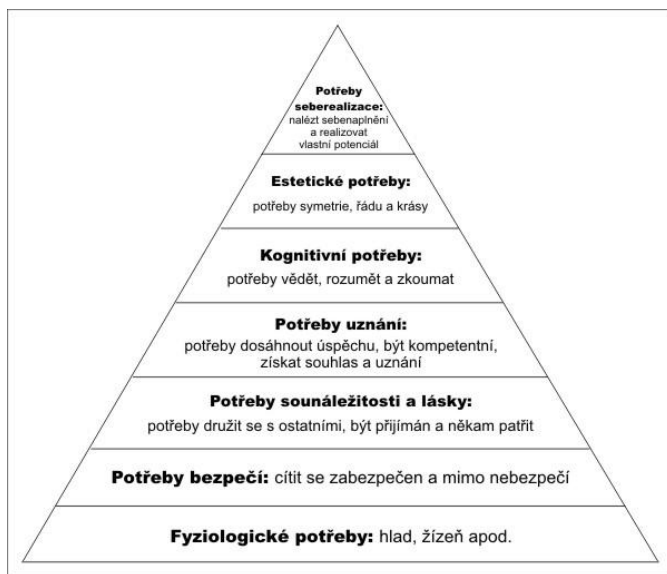 Potřeby
seberealizace:
nalézt sebenaplnění
a realizovat
vlastní potenciál
Estetické potřeby:
potřeby symetrie, řádu a krásy
Kognitivní potřeby:
potřeby vědět, rozumět a zkoumat
Potřeby uznání:
potřeby dosáhnout úspěchu, být kompetentní,
získat souhlas a uznání
Potřeby sounáležitosti a lásky:
potřeby družit se s ostatními, být přijímán a někam patřit
Potřeby bezpečí: cítit se zabezpečen a mimo nebezpečí
Fyziologické potřeby: hlad, žízeň apod.